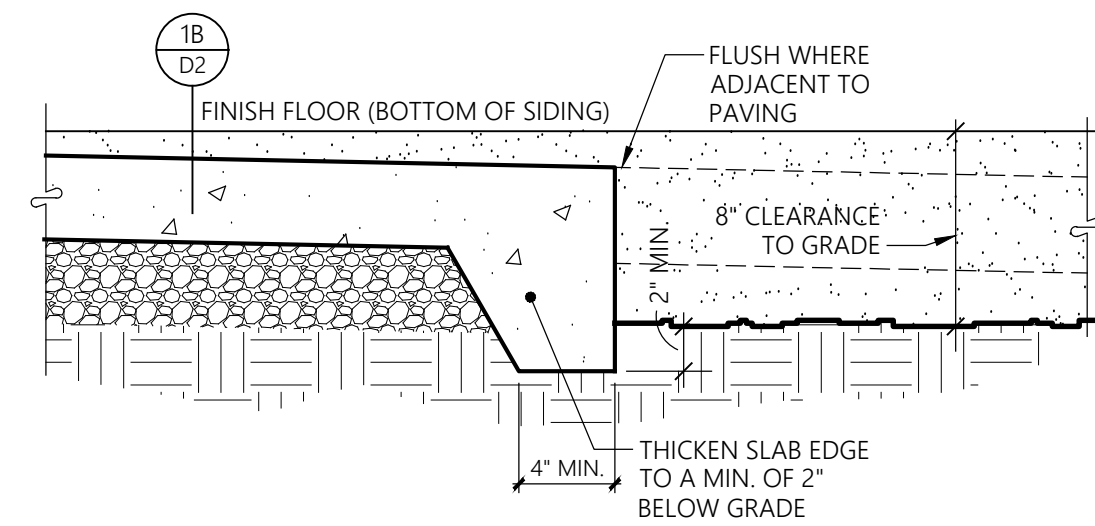 1B
D2
FLUSH WHERE
ADJACENT TO
PAVING
FINISH FLOOR (BOTTOM OF SIDING)
8" CLEARANCE
TO GRADE
2" MIN.
4" MIN.
THICKEN SLAB EDGE
TO A MIN. OF 2"
BELOW GRADE